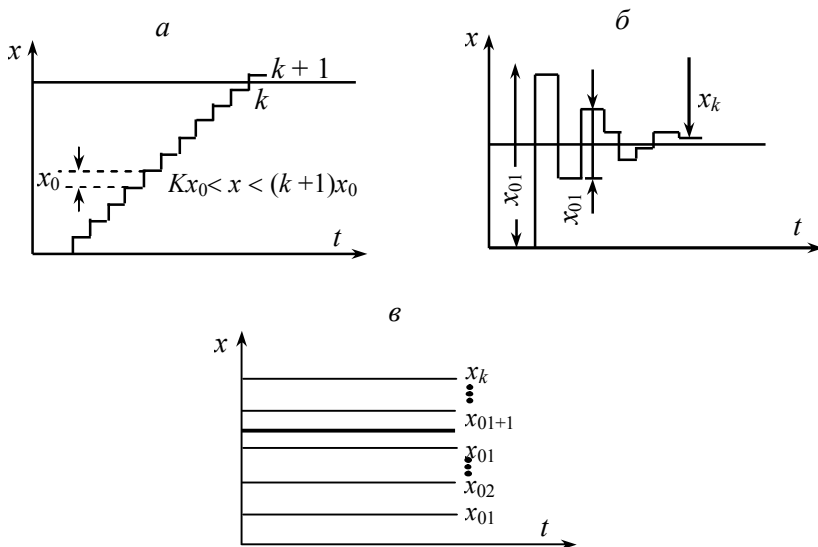 а
x
k + 1
k
x₀
Kx₀< x < (k +1)x₀
t
б
x
x₀₁
x₀₁
xₖ
t
в
x
xₖ
x₀₁₊₁
x₀₁
x₀₂
x₀₁
t